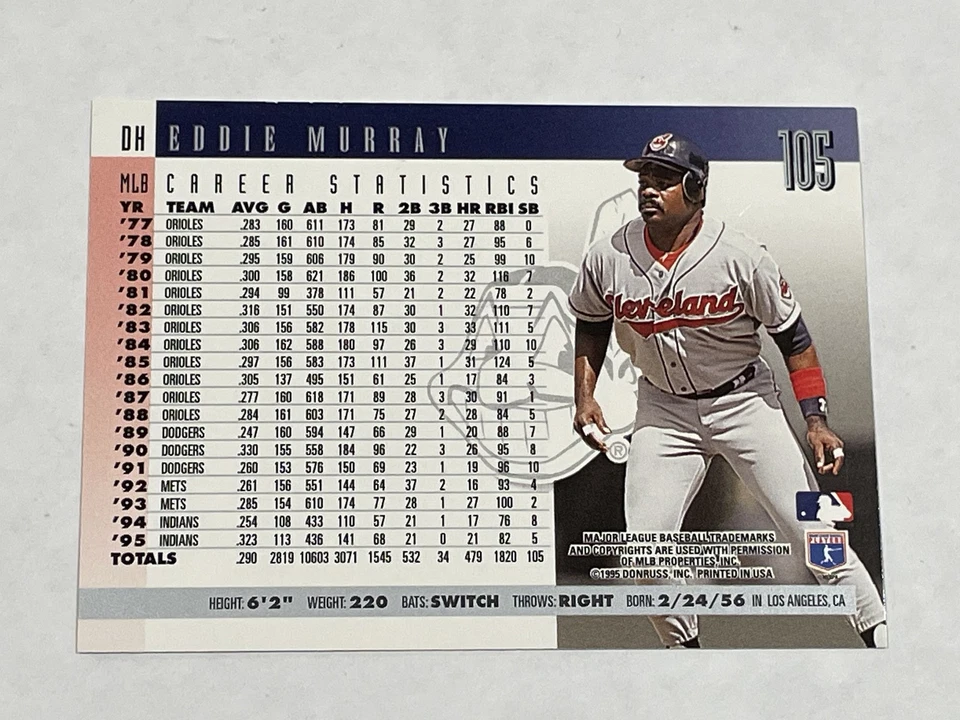 DH EDDIE MURRAY 105
MLB CAREER STATISTICS
YR TEAM AVG G AB H R 2B 3B HR RBI SB
'77 ORIOLES .283 160 611 173 81 29 2 27 88 0
'78 ORIOLES .285 161 610 174 85 32 3 27 95 6
'79 ORIOLES .295 159 606 179 90 30 2 25 99 10
'80 ORIOLES .300 158 621 186 100 36 2 32 116 7
'81 ORIOLES .294 99 378 111 57 21 2 22 78 2
'82 ORIOLES .316 151 550 174 87 30 1 32 110 7
'83 ORIOLES .306 156 582 178 115 30 3 33 111 5
'84 ORIOLES .306 162 588 180 97 26 3 29 110 10
'85 ORIOLES .297 156 583 173 111 37 1 31 124 5
'86 ORIOLES .305 137 495 151 61 25 1 17 84 3
'87 ORIOLES .277 160 618 171 89 28 3 30 91 1
'88 ORIOLES .284 161 603 171 75 27 2 28 84 5
'89 DODGERS .247 160 594 147 66 29 1 20 88 7
'90 DODGERS .330 155 558 184 96 22 3 26 95 8
'91 DODGERS .260 153 576 150 69 23 1 19 96 10
'92 METS .261 156 551 144 64 37 2 16 93 4
'93 METS .285 154 610 174 77 28 1 27 100 2
'94 INDIANS .254 108 433 110 57 21 1 17 76 8
'95 INDIANS .323 113 436 141 68 21 0 21 82 5
TOTALS .290 2819 10603 3071 1545 532 34 479 1820 105
®
Cleveland
MAJOR LEAGUE BASEBALL TRADEMARKS
AND COPYRIGHTS ARE USED WITH PERMISSION
OF MLB PROPERTIES, INC.
©1995 DONRUSS, INC. PRINTED IN USA
HEIGHT: 6'2" WEIGHT: 220 BATS: SWITCH THROWS: RIGHT BORN: 2/24/56 IN LOS ANGELES, CA